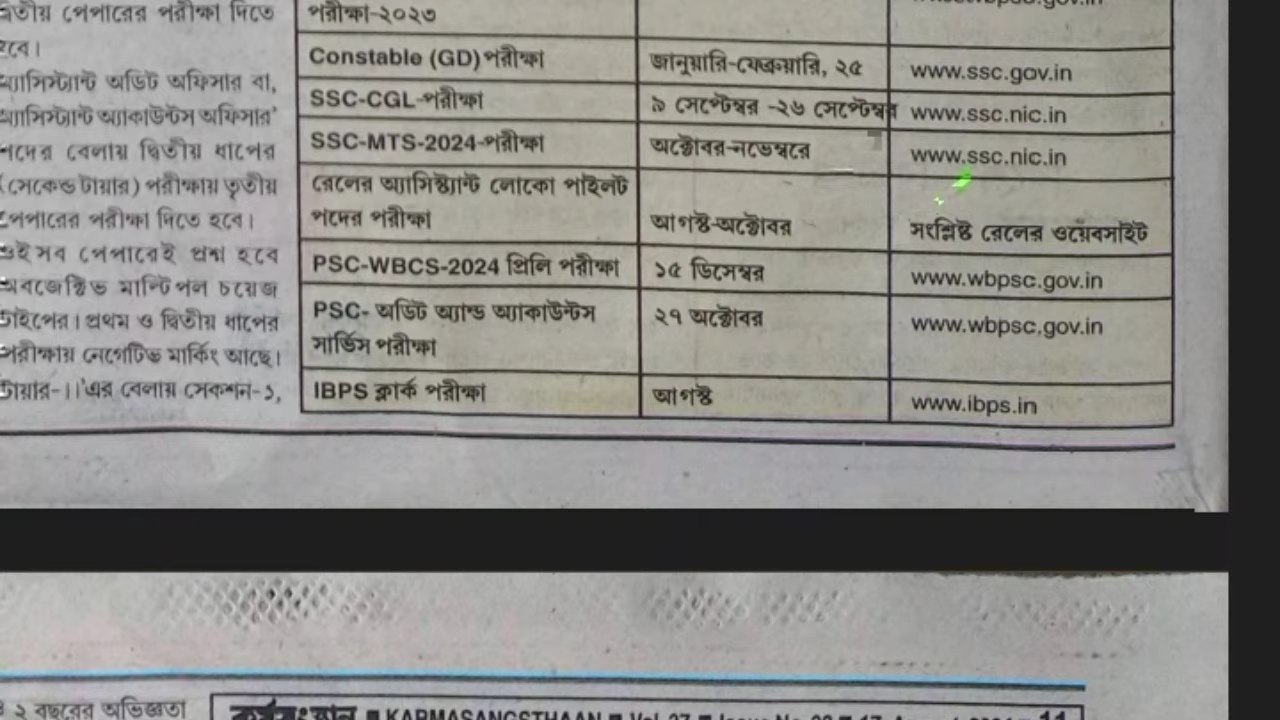 দ্বিতীয় পেপারের পরীক্ষা দিতে
হবে।
অ্যাসিস্ট্যান্ট অডিট অফিসার বা,
অ্যাসিস্ট্যান্ট অ্যাকাউন্টস অফিসার'
পদের বেলায় দ্বিতীয় ধাপের
(সেকেন্ড টায়ার) পরীক্ষায় তৃতীয়
পেপারের পরীক্ষা দিতে হবে।
ওই সব পেপারেই প্রশ্ন হবে
অবজেক্টিভ মাল্টিপল চয়েজ
টাইপের। প্রথম ও দ্বিতীয় ধাপের
পরীক্ষায় নেগেটিভ মার্কিং আছে।
টায়ার-।।'এর বেলায় সেকশন-১,
পরীক্ষা-২০২৩
Constable (GD) পরীক্ষা জানুয়ারি-ফেব্রুয়ারি, ২৫ www.ssc.gov.in
SSC-CGL-পরীক্ষা ৯ সেপ্টেম্বর -২৬ সেপ্টেম্বর www.ssc.nic.in
SSC-MTS-2024-পরীক্ষা অক্টোবর-নভেম্বরে www.ssc.nic.in
রেলের অ্যাসিস্ট্যান্ট লোকো পাইলট
পদের পরীক্ষা আগস্ট-অক্টোবর সংশ্লিষ্ট রেলের ওয়েবসাইট
PSC-WBCS-2024 প্রিলি পরীক্ষা ১৫ ডিসেম্বর www.wbpsc.gov.in
PSC- অডিট অ্যান্ড অ্যাকাউন্টস ২৭ অক্টোবর www.wbpsc,gov.in
সার্ভিস পরীক্ষা
IBPS ক্লার্ক পরীক্ষা আগস্ট www.ibps.in
২ বছরের অভিজ্ঞতা
কর্মসংস্থান ■ KARMASANGSTHAAN ■